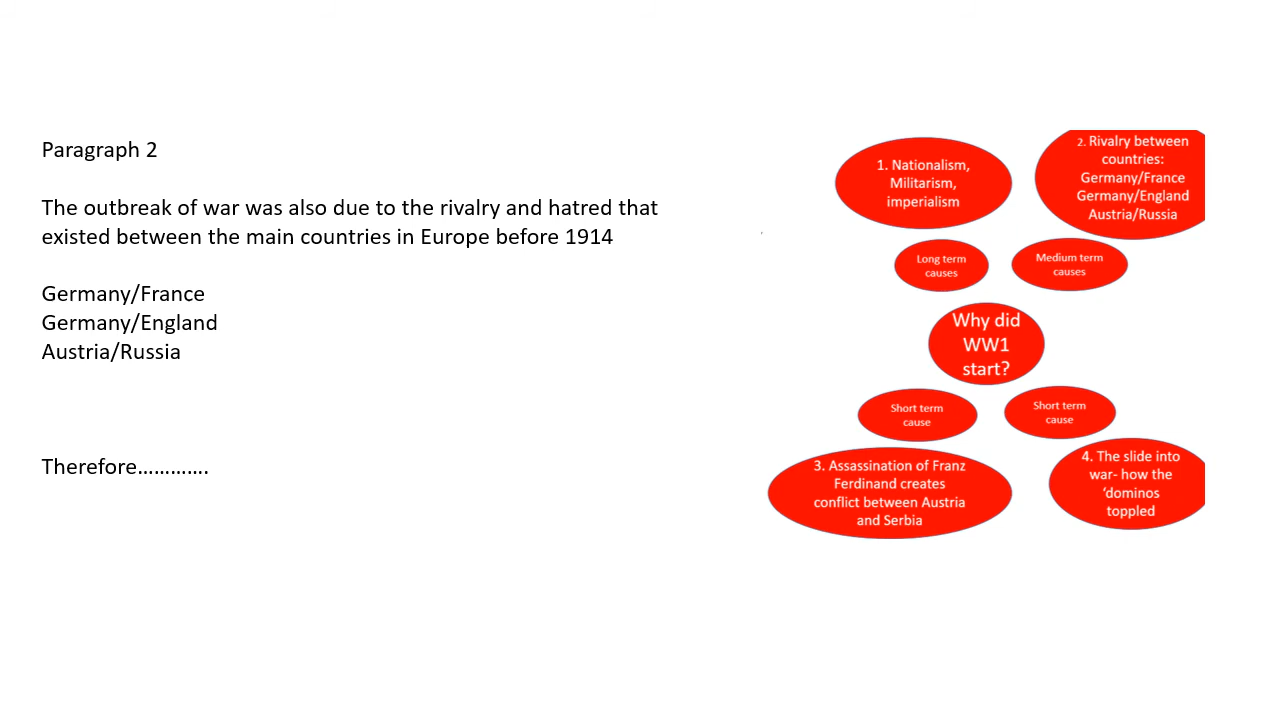 Paragraph 2
The outbreak of war was also due to the rivalry and hatred that
existed between the main countries in Europe before 1914
Germany/France
Germany/England
Austria/Russia
Therefore………….
1. Nationalism,
Militarism,
imperialism
2. Rivalry between
countries:
Germany/France
Germany/England
Austria/Russia
Long term
causes
Medium term
causes
Why did
WW1
start?
Short term
cause
Short term
cause
3. Assassination of Franz
Ferdinand creates
conflict between Austria
and Serbia
4. The slide into
war- how the
‘dominos
toppled